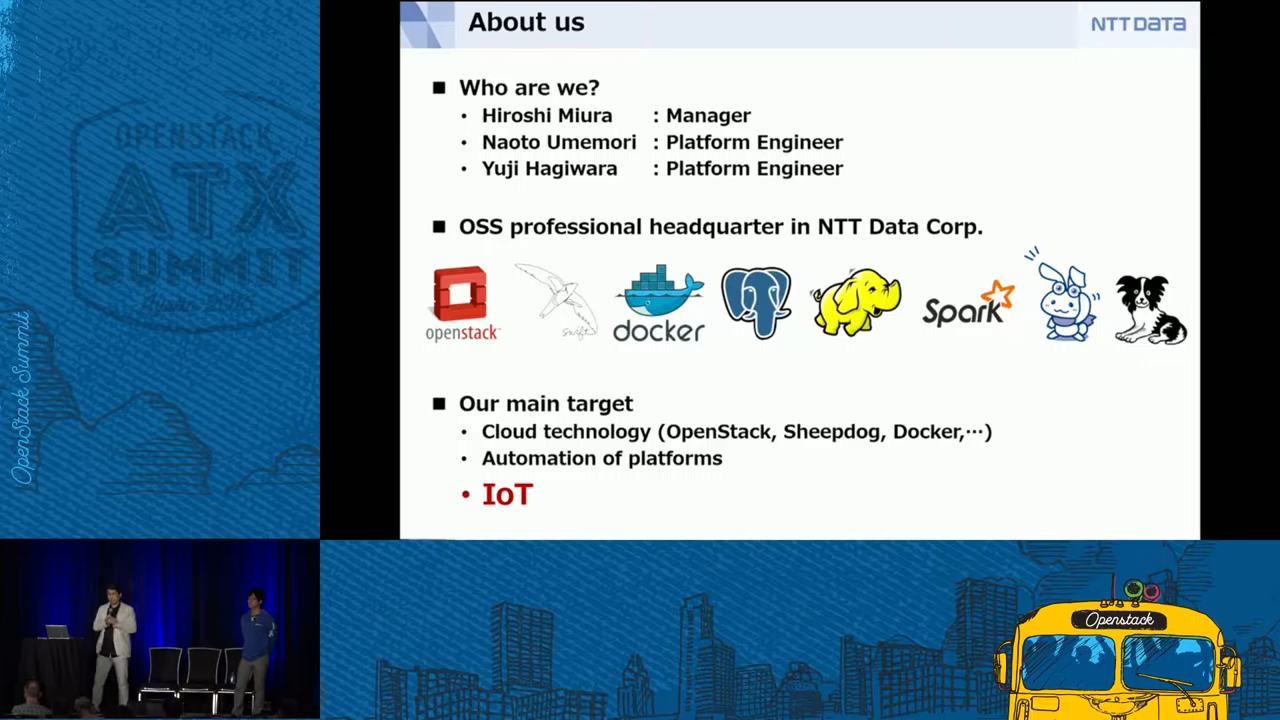 About us
NTT DATA
Who are we?
• Hiroshi Miura : Manager
• Naoto Umemori : Platform Engineer
• Yuji Hagiwara : Platform Engineer
OSS professional headquarter in NTT Data Corp.
openstack
swift
docker
Spark
Our main target
• Cloud technology (OpenStack, Sheepdog, Docker,⋯)
• Automation of platforms
• IoT
OPENSTACK
ATX
SUMMIT
OpenStack Summit
Openstack